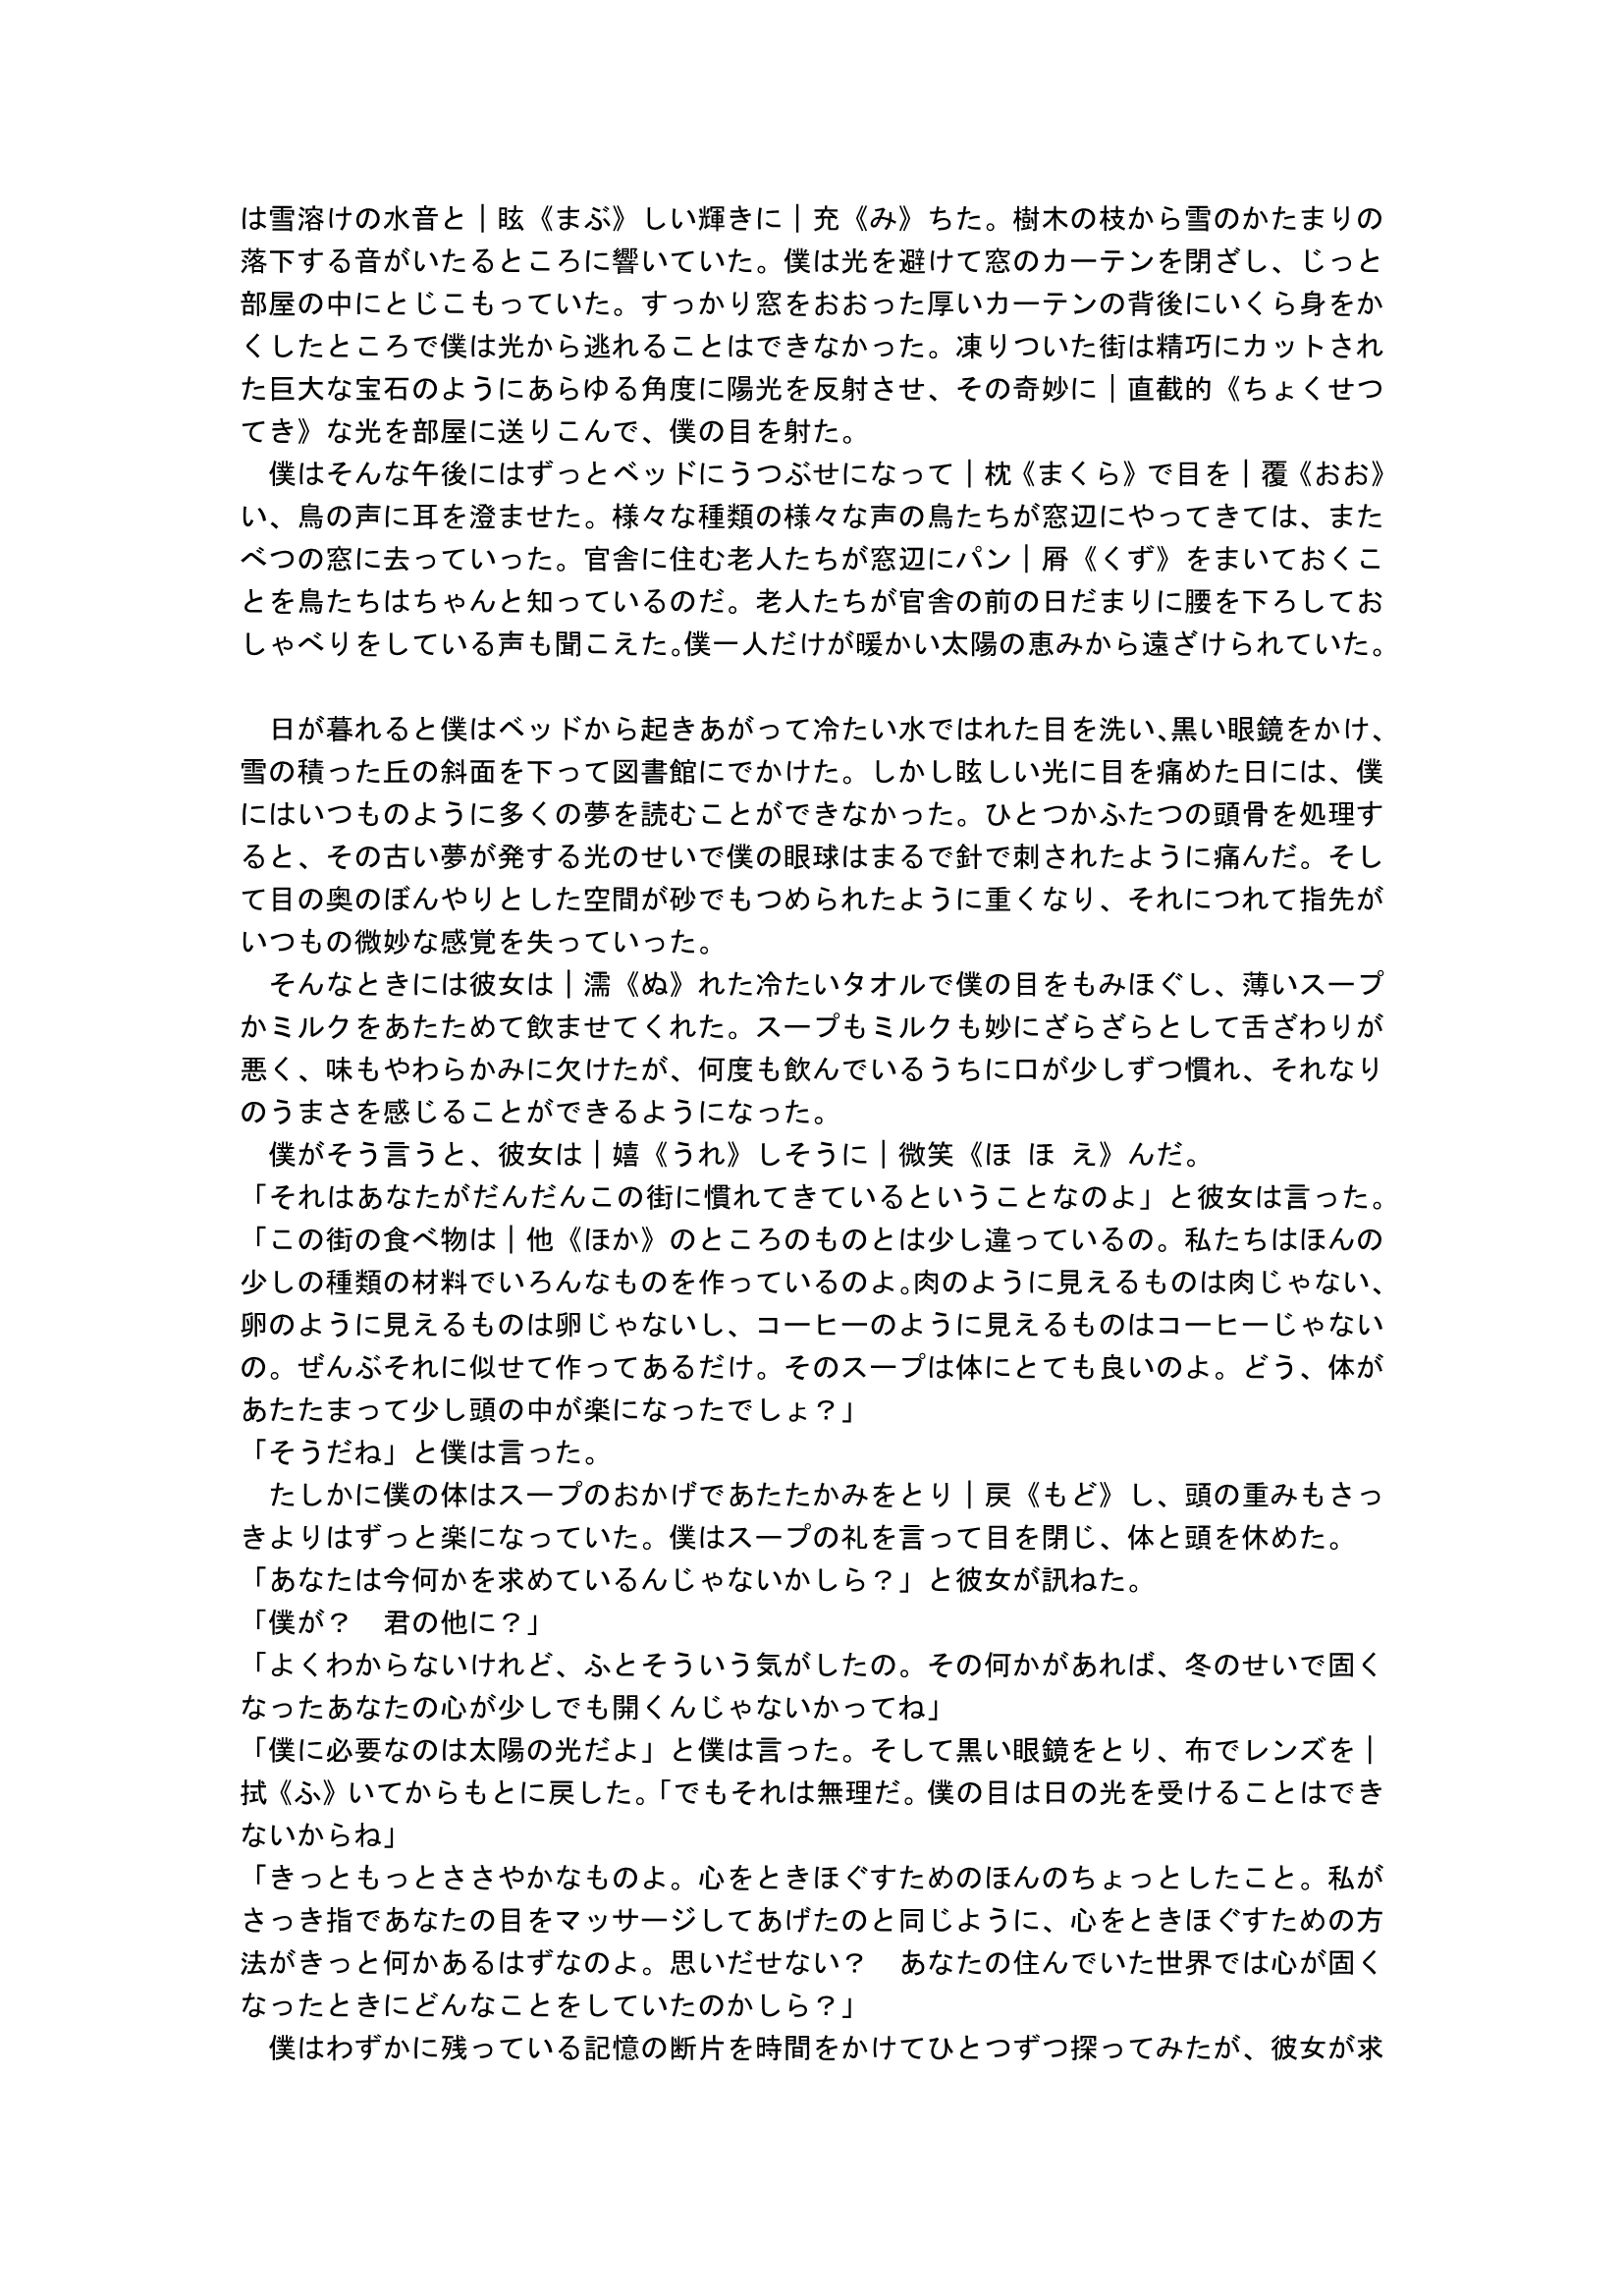 は雪溶けの水音と｜眩《まぶ》しい輝きに｜充《み》ちた。樹木の枝から雪のかたまりの
落下する音がいたるところに響いていた。僕は光を避けて窓のカーテンを閉ざし、じっと
部屋の中にとじこもっていた。すっかり窓をおおった厚いカーテンの背後にいくら身をか
くしたところで僕は光から逃れることはできなかった。凍りついた街は精巧にカットされ
た巨大な宝石のようにあらゆる角度に陽光を反射させ、その奇妙に｜直截的《ちょくせつ
てき》な光を部屋に送りこんで、僕の目を射た。
　僕はそんな午後にはずっとベッドにうつぶせになって｜枕《まくら》で目を｜覆《おお》
い、鳥の声に耳を澄ませた。様々な種類の様々な声の鳥たちが窓辺にやってきては、また
べつの窓に去っていった。官舎に住む老人たちが窓辺にパン｜屑《くず》をまいておくこ
とを鳥たちはちゃんと知っているのだ。老人たちが官舎の前の日だまりに腰を下ろしてお
しゃべりをしている声も聞こえた。僕一人だけが暖かい太陽の恵みから遠ざけられていた。
　日が暮れると僕はベッドから起きあがって冷たい水ではれた目を洗い、黒い眼鏡をかけ、
雪の積った丘の斜面を下って図書館にでかけた。しかし眩しい光に目を痛めた日には、僕
にはいつものように多くの夢を読むことができなかった。ひとつかふたつの頭骨を処理す
ると、その古い夢が発する光のせいで僕の眼球はまるで針で刺されたように痛んだ。そし
て目の奥のぼんやりとした空間が砂でもつめられたように重くなり、それにつれて指先が
いつもの微妙な感覚を失っていった。
　そんなときには彼女は｜濡《ぬ》れた冷たいタオルで僕の目をもみほぐし、薄いスープ
かミルクをあたためて飲ませてくれた。スープもミルクも妙にざらざらとして舌ざわりが
悪く、味もやわらかみに欠けたが、何度も飲んでいるうちに口が少しずつ慣れ、それなり
のうまさを感じることができるようになった。
　僕がそう言うと、彼女は｜嬉《うれ》しそうに｜微笑《ほ ほ え》んだ。
「それはあなたがだんだんこの街に慣れてきているということなのよ」と彼女は言った。
「この街の食べ物は｜他《ほか》のところのものとは少し違っているの。私たちはほんの
少しの種類の材料でいろんなものを作っているのよ。肉のように見えるものは肉じゃない、
卵のように見えるものは卵じゃないし、コーヒーのように見えるものはコーヒーじゃない
の。ぜんぶそれに似せて作ってあるだけ。そのスープは体にとても良いのよ。どう、体が
あたたまって少し頭の中が楽になったでしょ？」
「そうだね」と僕は言った。
　たしかに僕の体はスープのおかげであたたかみをとり｜戻《もど》し、頭の重みもさっ
きよりはずっと楽になっていた。僕はスープの礼を言って目を閉じ、体と頭を休めた。
「あなたは今何かを求めているんじゃないかしら？」と彼女が訊ねた。
「僕が？　君の他に？」
「よくわからないけれど、ふとそういう気がしたの。その何かがあれば、冬のせいで固く
なったあなたの心が少しでも開くんじゃないかってね」
「僕に必要なのは太陽の光だよ」と僕は言った。そして黒い眼鏡をとり、布でレンズを｜
拭《ふ》いてからもとに戻した。「でもそれは無理だ。僕の目は日の光を受けることはでき
ないからね」
「きっともっとささやかなものよ。心をときほぐすためのほんのちょっとしたこと。私が
さっき指であなたの目をマッサージしてあげたのと同じように、心をときほぐすための方
法がきっと何かあるはずなのよ。思いだせない？　あなたの住んでいた世界では心が固く
なったときにどんなことをしていたのかしら？」
　僕はわずかに残っている記憶の断片を時間をかけてひとつずつ探ってみたが、彼女が求